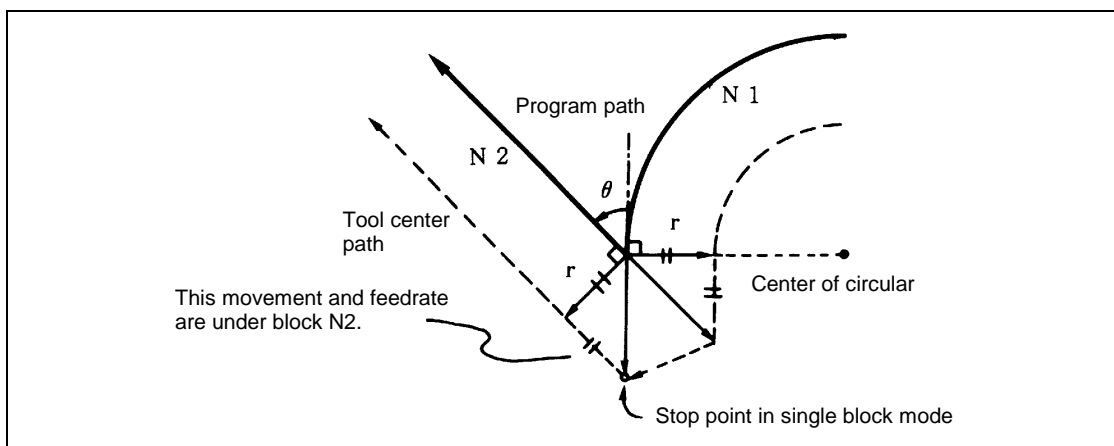 N 1
Program path
N 2
θ
r
Tool center
path
r
Center of circular
This movement and feedrate
are under block N2.
Stop point in single block mode